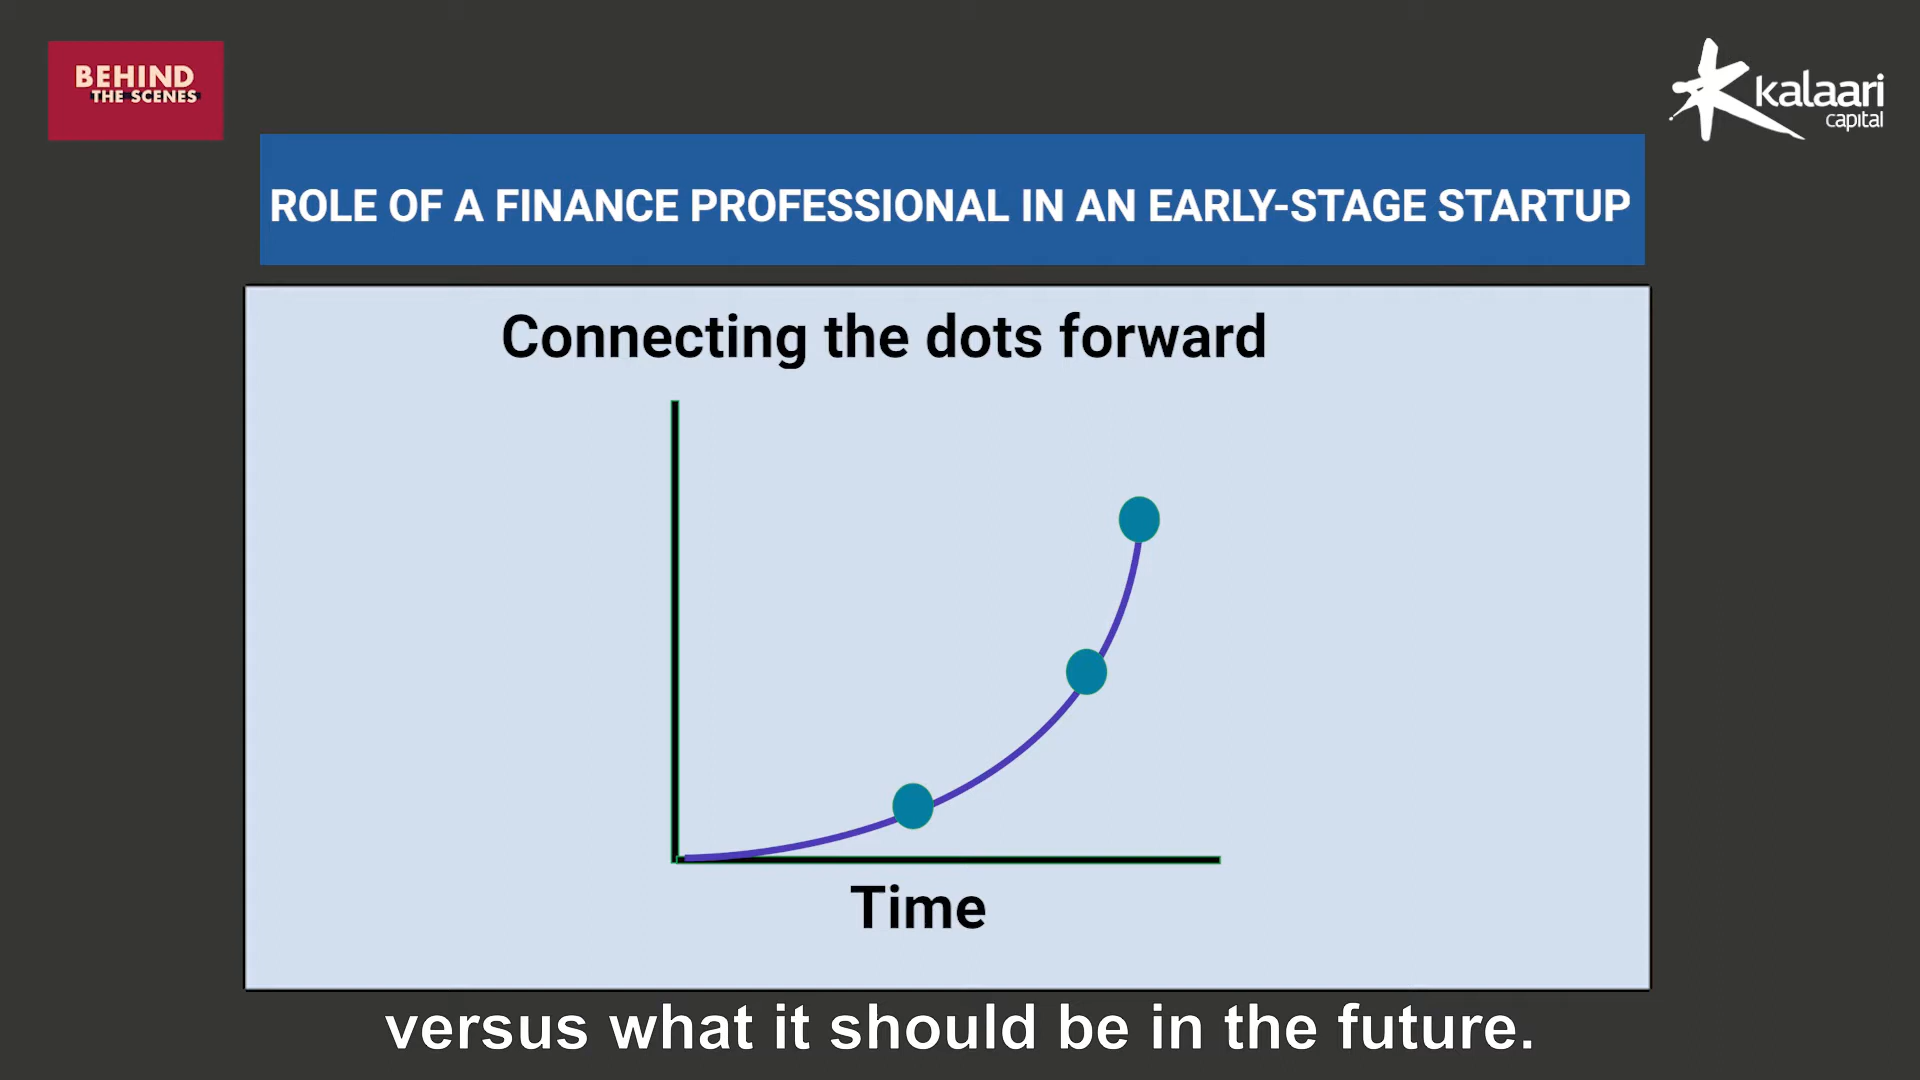 BEHIND
THE SCENES
kalaari
capital
ROLE OF A FINANCE PROFESSIONAL IN AN EARLY-STAGE STARTUP
Connecting the dots forward
Time
versus what it should be in the future.